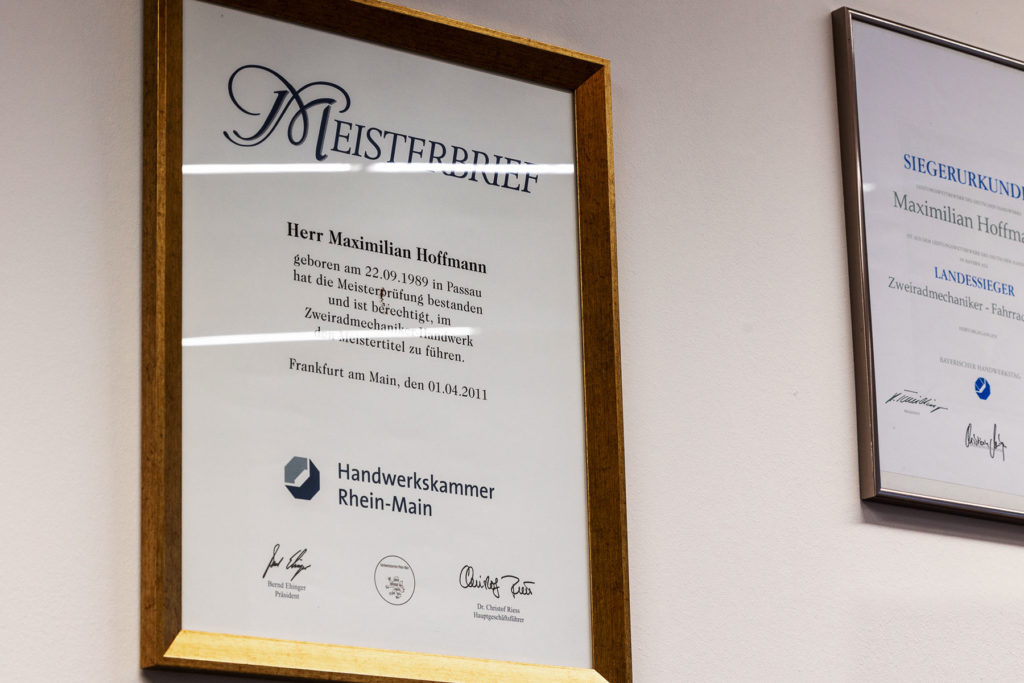 MEISTERBRIEF
Herr Maximilian Hoffmann
geboren am 22.09.1989 in Passau
hat die Meisterprüfung bestanden
und ist berechtigt, im
Zweiradmechaniker-Handwerk
den Meistertitel zu führen.
Frankfurt am Main, den 01.04.2011
Handwerkskammer
Rhein-Main
Bernd Ehinger
Präsident
Dr. Christof Riess
Hauptgeschäftsführer
SIEGERURKUNDE
Maximilian Hoffma
LANDESSIEGER
Zweiradmechaniker - Fahrrad
BAYERISCHER HANDWERKSTAG